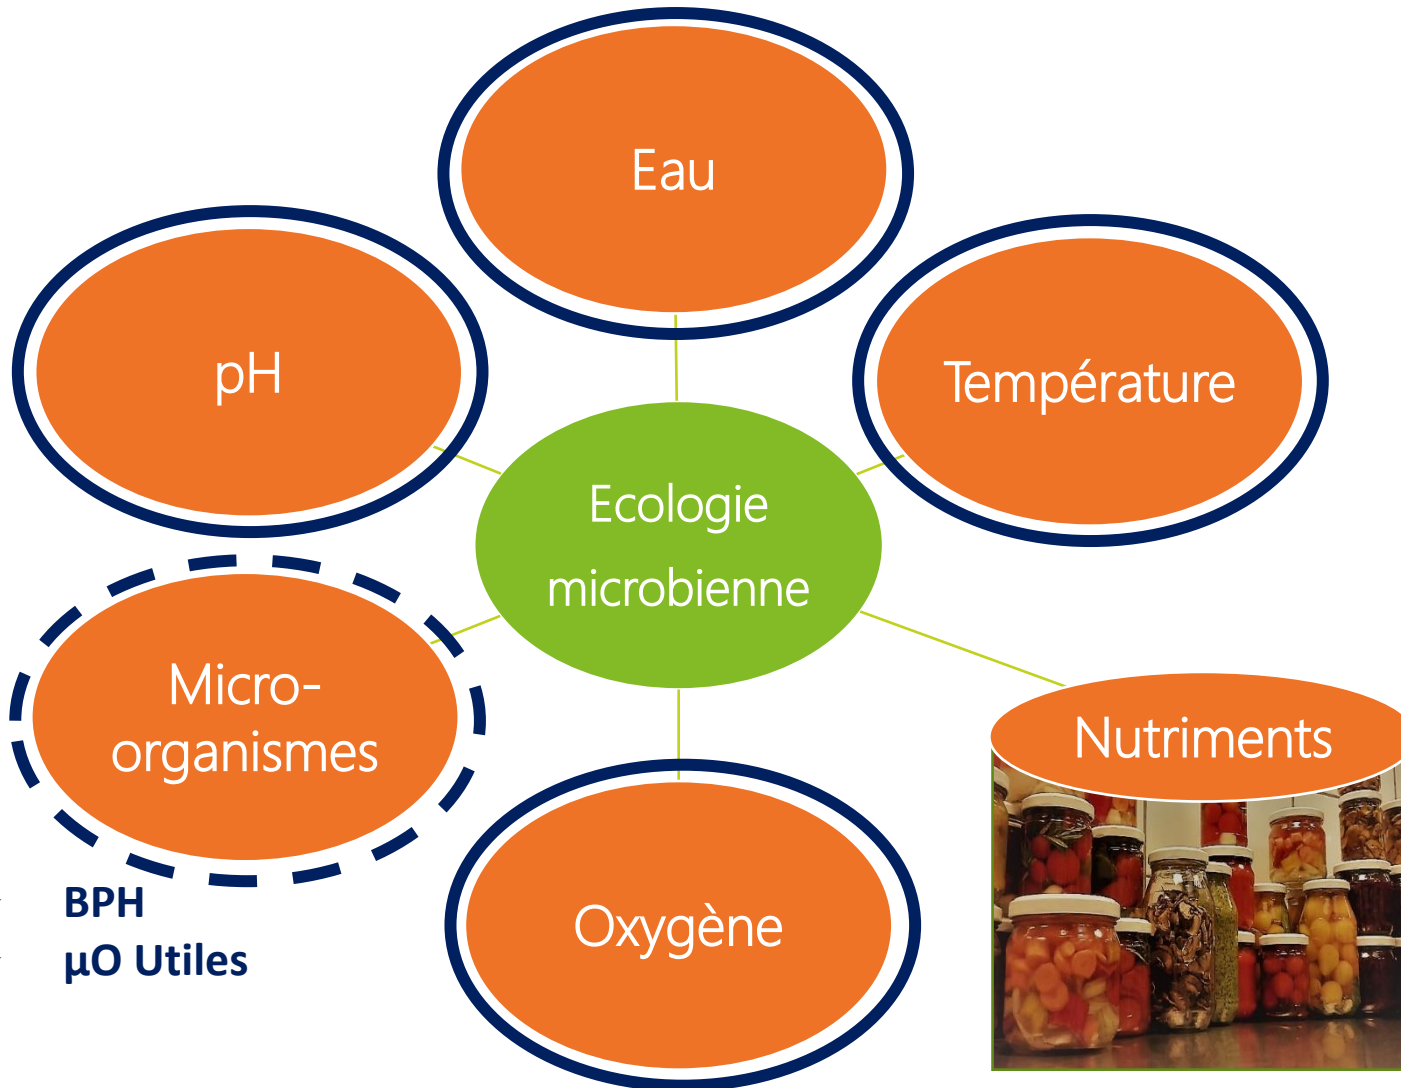 Eau
pH
Température
Ecologie
microbienne
Micro-
organismes
Nutriments
Oxygène
BPH
µO Utiles